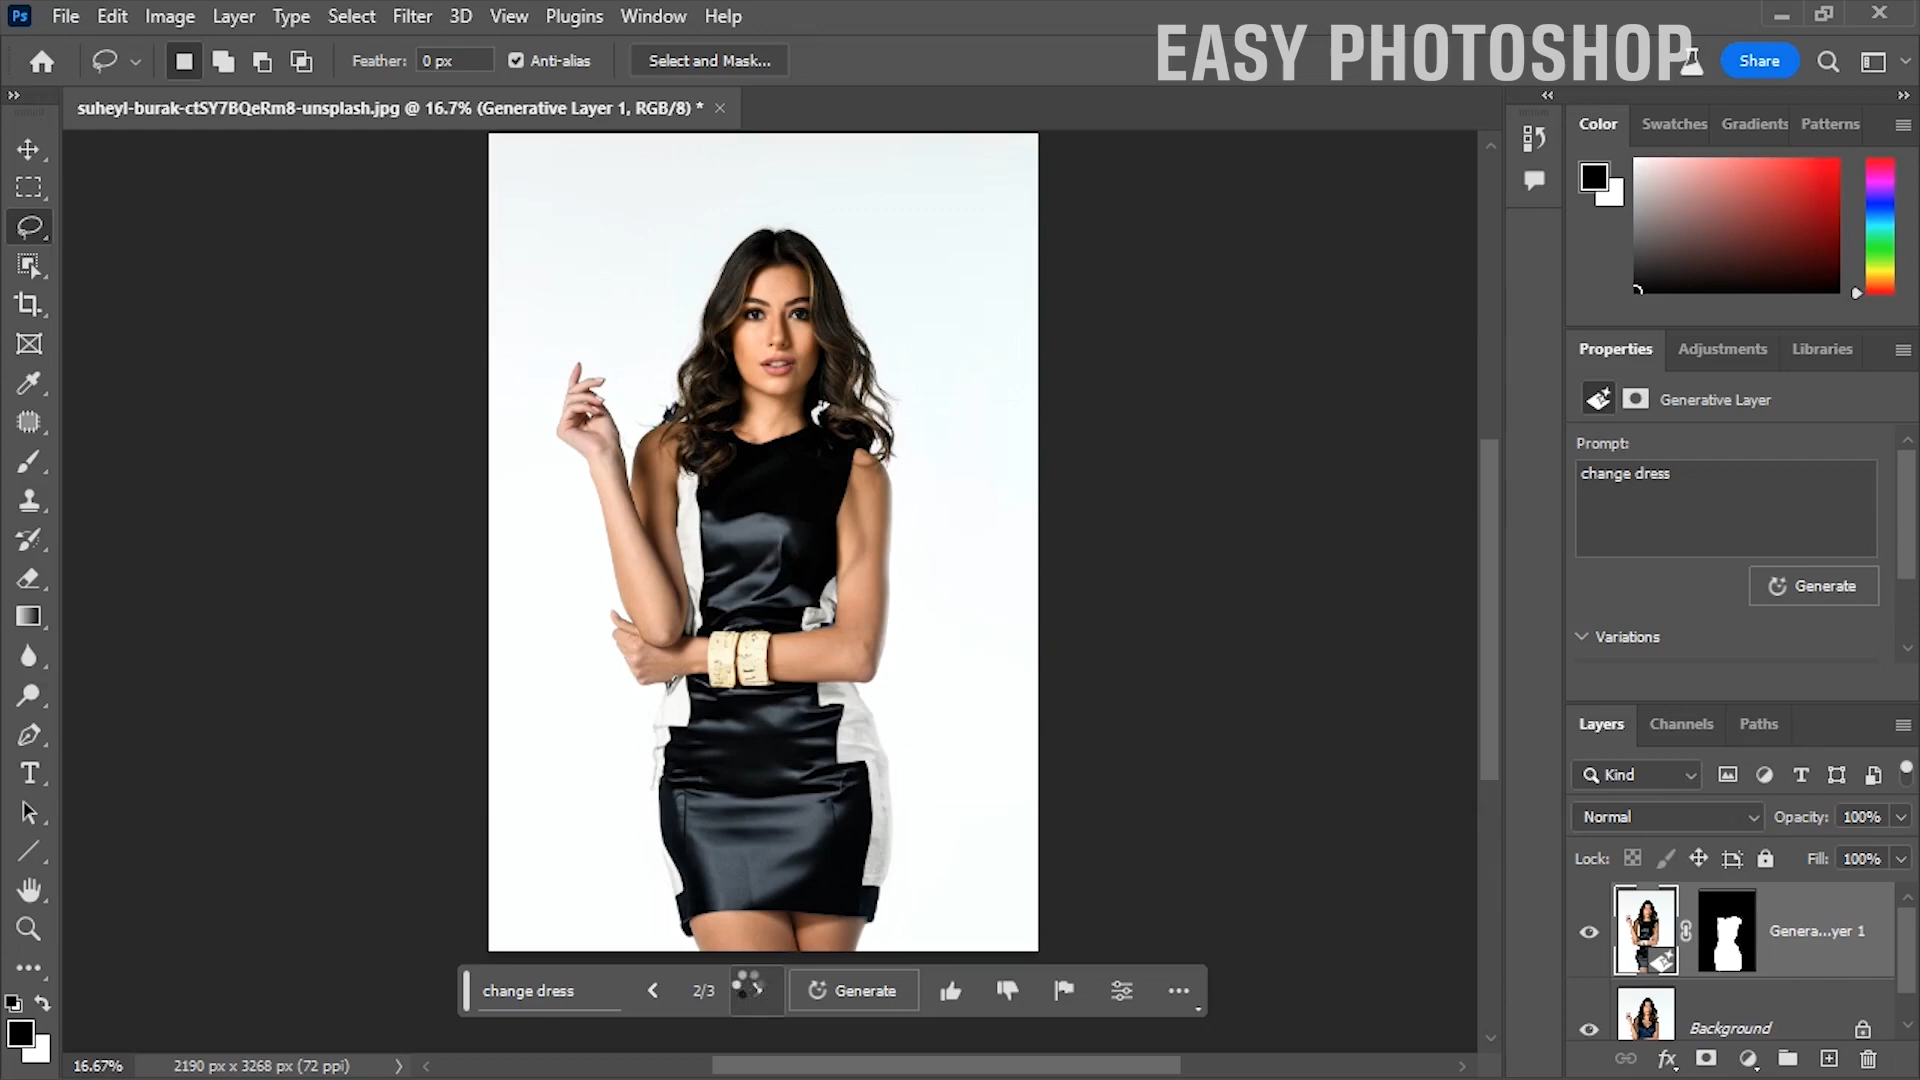 Ps File Edit Image Layer Type Select Filter 3D View Plugins Window Help
EASY PHOTOSHOP
Feather: 0 px Anti-alias Select and Mask... Share
suheyl-burak-ctSY7BQeRm8-unsplash.jpg @ 16.7% (Generative Layer 1, RGB/8) *
Color Swatches Gradients Patterns
Properties Adjustments Libraries
Generative Layer
Prompt:
change dress
Generate
Variations
Layers Channels Paths
Kind
Normal Opacity: 100%
Lock: Fill: 100%
Genera...yer 1
Background
change dress 2/3 Generate
16.67% 2190 px x 3268 px (72 ppi)